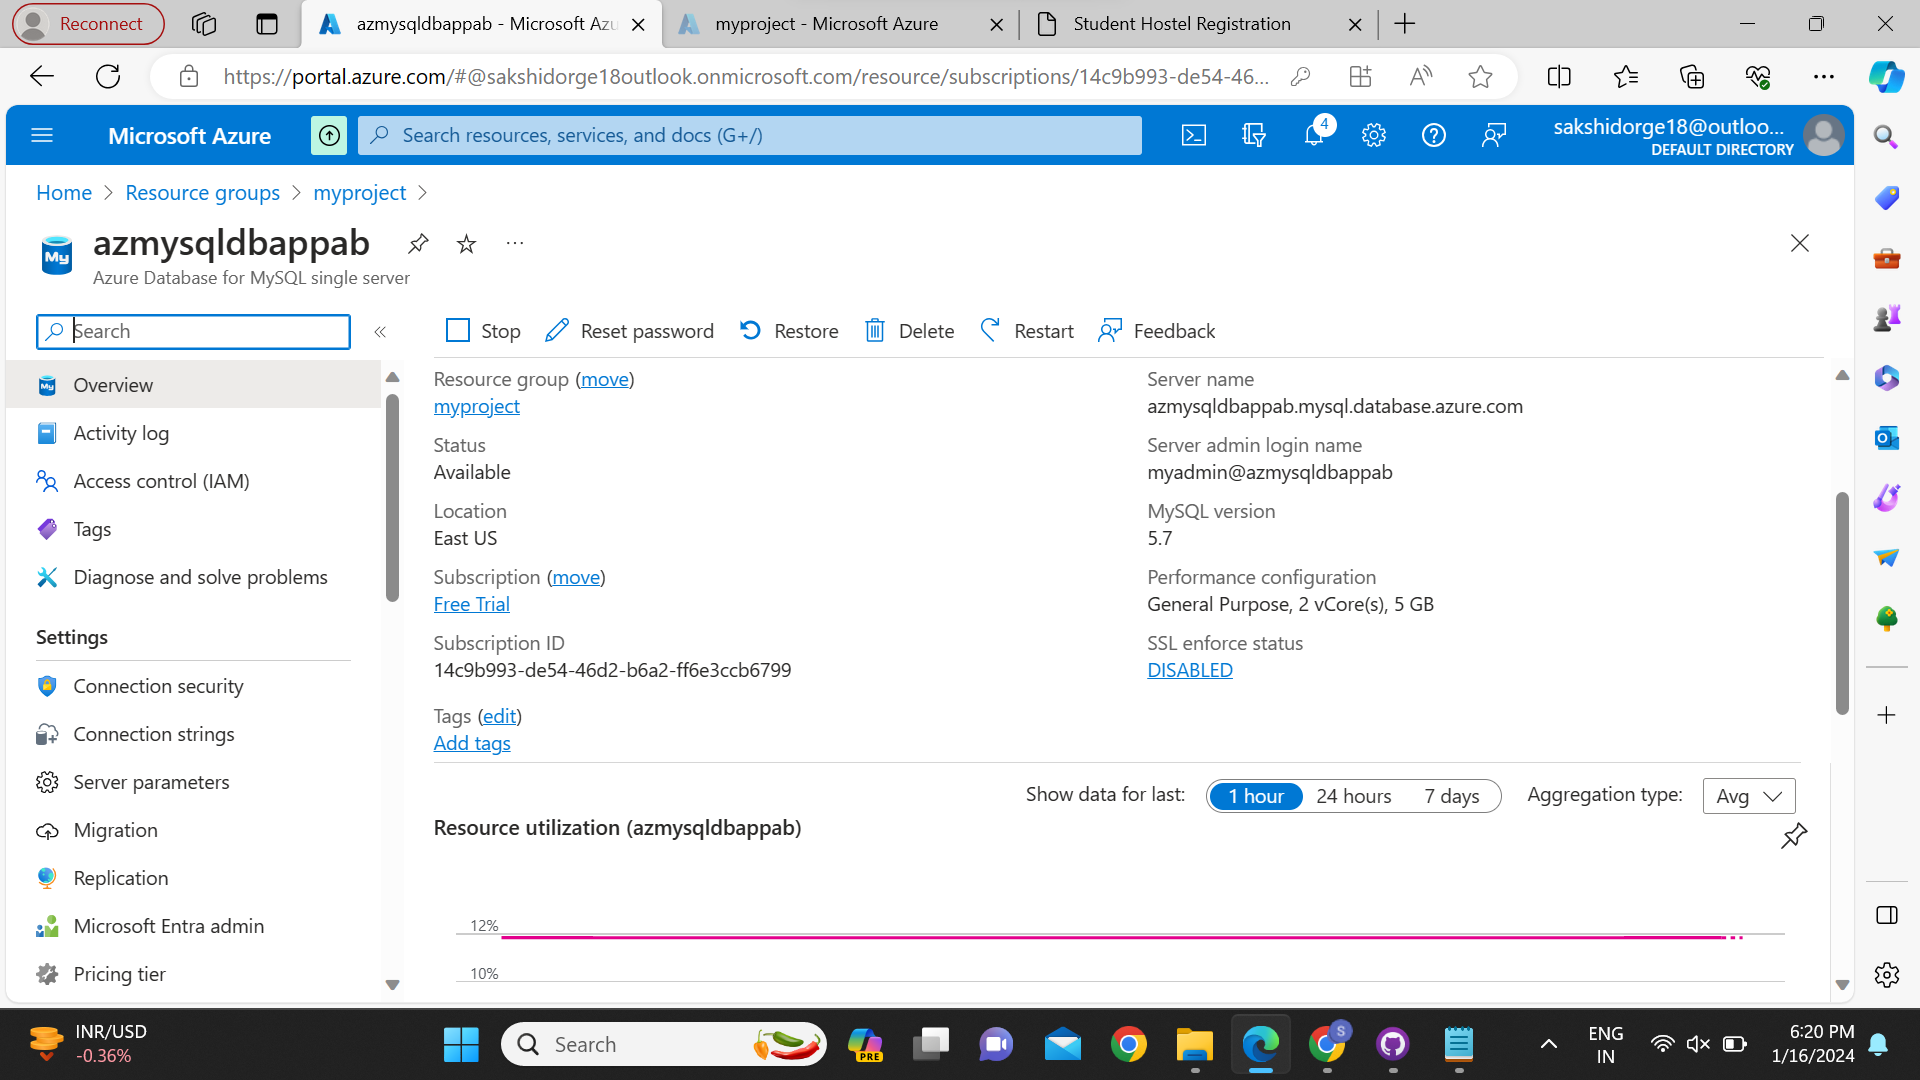 Reconnect
azmysqldbappab - Microsoft Azu
myproject - Microsoft Azure
Student Hostel Registration
https://portal.azure.com/#@sakshidorge18outlook.onmicrosoft.com/resource/subscriptions/14c9b993-de54-46...
Microsoft Azure
Search resources, services, and docs (G+/)
4
sakshidorge18@outloo...
DEFAULT DIRECTORY
Home > Resource groups > myproject >
My
azmysqldbappab
Azure Database for MySQL single server
Search
Stop
Reset password
Restore
Delete
Restart
Feedback
Overview
Activity log
Access control (IAM)
Tags
Diagnose and solve problems
Settings
Connection security
Connection strings
Server parameters
Migration
Replication
Microsoft Entra admin
Pricing tier
Resource group (move)
myproject
Status
Available
Location
East US
Subscription (move)
Free Trial
Subscription ID
14c9b993-de54-46d2-b6a2-ff6e3ccb6799
Tags (edit)
Add tags
Server name
azmysqldbappab.mysql.database.azure.com
Server admin login name
myadmin@azmysqldbappab
MySQL version
5.7
Performance configuration
General Purpose, 2 vCore(s), 5 GB
SSL enforce status
DISABLED
Show data for last:
1 hour
24 hours
7 days
Aggregation type:
Avg
Resource utilization (azmysqldbappab)
12%
10%
INR/USD
-0.36%
Search
PRE
S
ENG
IN
6:20 PM
1/16/2024